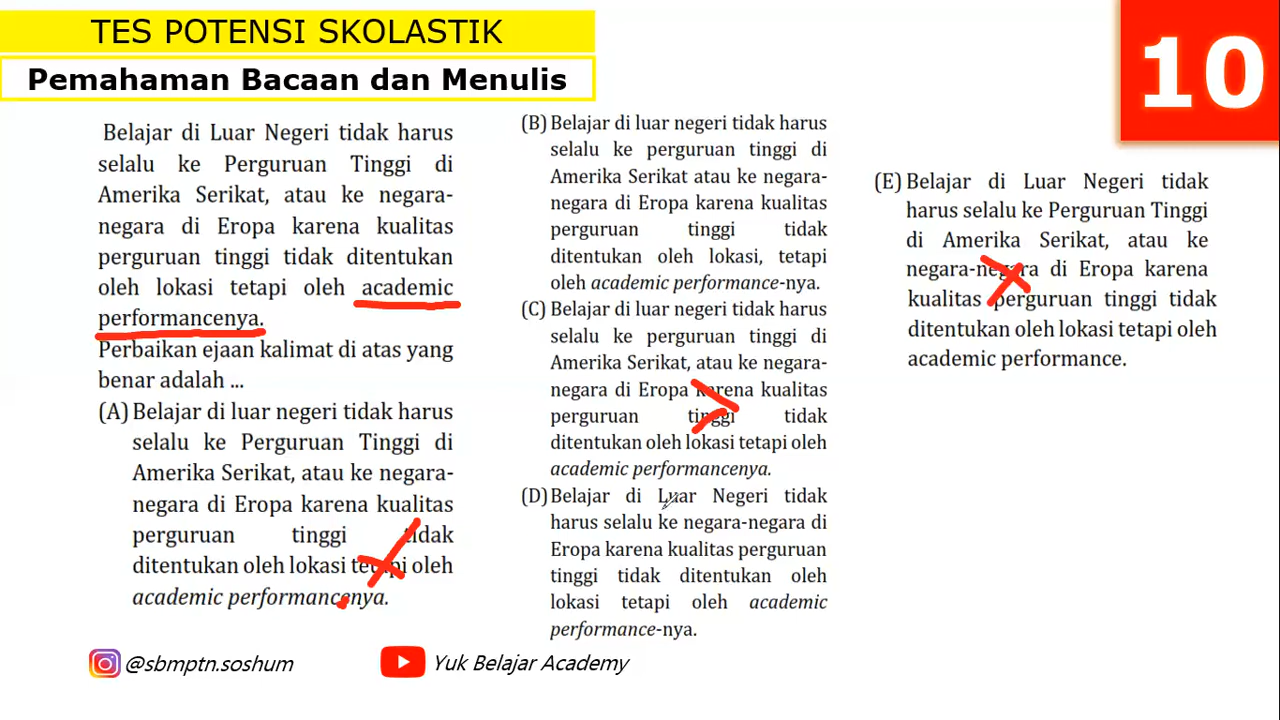 TES POTENSI SKOLASTIK
Pemahaman Bacaan dan Menulis
10
Belajar di Luar Negeri tidak harus
selalu ke Perguruan Tinggi di
Amerika Serikat, atau ke negara-
negara di Eropa karena kualitas
perguruan tinggi tidak ditentukan
oleh lokasi tetapi oleh academic
performancenya.
Perbaikan ejaan kalimat di atas yang
benar adalah ...
(A) Belajar di luar negeri tidak harus
selalu ke Perguruan Tinggi di
Amerika Serikat, atau ke negara-
negara di Eropa karena kualitas
perguruan tinggi tidak
ditentukan oleh lokasi tetapi oleh
academic performancenya.
(B) Belajar di luar negeri tidak harus
selalu ke perguruan tinggi di
Amerika Serikat atau ke negara-
negara di Eropa karena kualitas
perguruan tinggi tidak
ditentukan oleh lokasi, tetapi
oleh academic performance-nya.
(C) Belajar di luar negeri tidak harus
selalu ke perguruan tinggi di
Amerika Serikat, atau ke negara-
negara di Eropa karena kualitas
perguruan tinggi tidak
ditentukan oleh lokasi tetapi oleh
academic performancenya.
(D) Belajar di Luar Negeri tidak
harus selalu ke negara-negara di
Eropa karena kualitas perguruan
tinggi tidak ditentukan oleh
lokasi tetapi oleh academic
performance-nya.
(E) Belajar di Luar Negeri tidak
harus selalu ke Perguruan Tinggi
di Amerika Serikat, atau ke
negara-negara di Eropa karena
kualitas perguruan tinggi tidak
ditentukan oleh lokasi tetapi oleh
academic performance.
@sbmptn.soshum
Yuk Belajar Academy